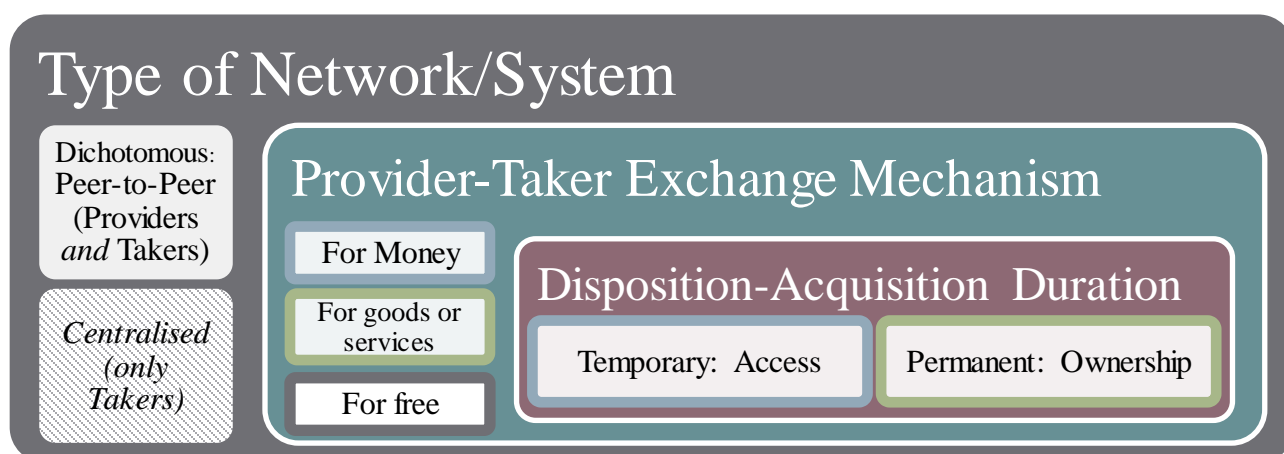 Type of Network/System
Dichotomous:
Peer-to-Peer
(Providers
and Takers)
Centralised
(only
Takers)
Provider-Taker Exchange Mechanism
For Money
For goods or
services
For free
Disposition-Acquisition Duration
Temporary: Access
Permanent: Ownership